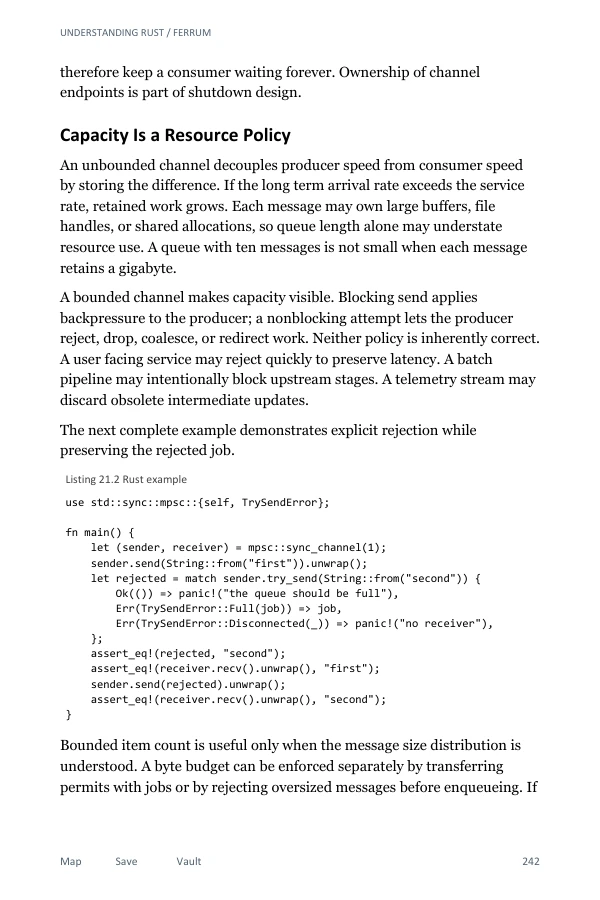 UNDERSTANDING RUST / FERRUM
therefore keep a consumer waiting forever. Ownership of channel
endpoints is part of shutdown design.
Capacity Is a Resource Policy
An unbounded channel decouples producer speed from consumer speed
by storing the difference. If the long term arrival rate exceeds the service
rate, retained work grows. Each message may own large buffers, file
handles, or shared allocations, so queue length alone may understate
resource use. A queue with ten messages is not small when each message
retains a gigabyte.
A bounded channel makes capacity visible. Blocking send applies
backpressure to the producer; a nonblocking attempt lets the producer
reject, drop, coalesce, or redirect work. Neither policy is inherently correct.
A user facing service may reject quickly to preserve latency. A batch
pipeline may intentionally block upstream stages. A telemetry stream may
discard obsolete intermediate updates.
The next complete example demonstrates explicit rejection while
preserving the rejected job.
Listing 21.2 Rust example
use std::sync::mpsc::{self, TrySendError};
fn main() {
    let (sender, receiver) = mpsc::sync_channel(1);
    sender.send(String::from("first")).unwrap();
    let rejected = match sender.try_send(String::from("second")) {
        Ok(()) => panic!("the queue should be full"),
        Err(TrySendError::Full(job)) => job,
        Err(TrySendError::Disconnected(_)) => panic!("no receiver"),
    };
    assert_eq!(rejected, "second");
    assert_eq!(receiver.recv().unwrap(), "first");
    sender.send(rejected).unwrap();
    assert_eq!(receiver.recv().unwrap(), "second");
}
Bounded item count is useful only when the message size distribution is
understood. A byte budget can be enforced separately by transferring
permits with jobs or by rejecting oversized messages before enqueueing. If
Map Save Vault 242